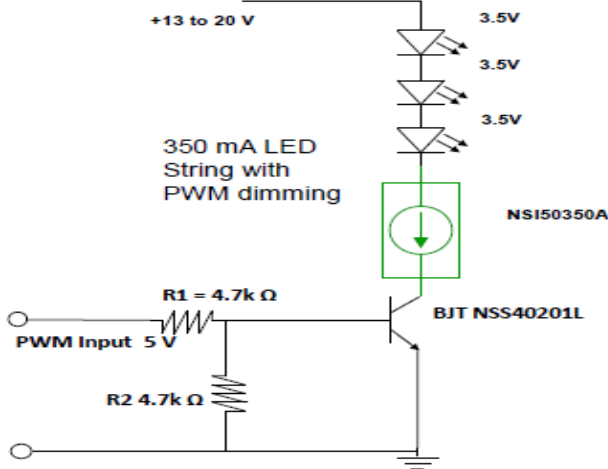 +13 to 20 V
3.5V
3.5V
3.5V
350 mA LED
String with
PWM dimming
NSI50350A
R1 = 4.7k Ω
BJT NSS40201L
PWM Input 5 V
R2 4.7k Ω